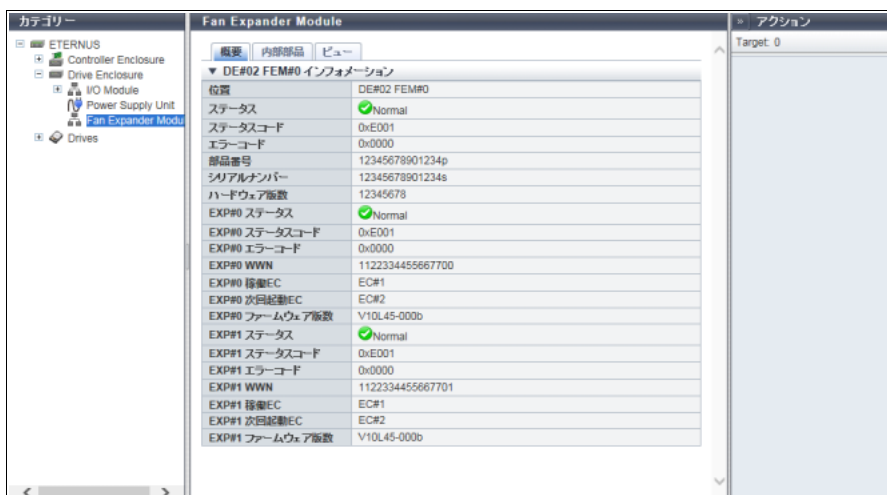 カテゴリー
ETERNUS
Controller Enclosure
Drive Enclosure
I/O Module
Power Supply Unit
Fan Expander Modu
Drives
Fan Expander Module
概要 内部部品 ビュー
▼ DE#02 FEM#0 インフォメーション
位置 DE#02 FEM#0
ステータス Normal
ステータスコード 0xE001
エラーコード 0x0000
部品番号 12345678901234p
シリアルナンバー 12345678901234s
ハードウェア版数 12345678
EXP#0 ステータス Normal
EXP#0 ステータスコード 0xE001
EXP#0 エラーコード 0x0000
EXP#0 WWN 1122334455667700
EXP#0 稼働EC EC#1
EXP#0 次回起動EC EC#2
EXP#0 ファームウェア版数 V10L45-000b
EXP#1 ステータス Normal
EXP#1 ステータスコード 0xE001
EXP#1 エラーコード 0x0000
EXP#1 WWN 1122334455667701
EXP#1 稼働EC EC#1
EXP#1 次回起動EC EC#2
EXP#1 ファームウェア版数 V10L45-000b
» アクション
Target: 0